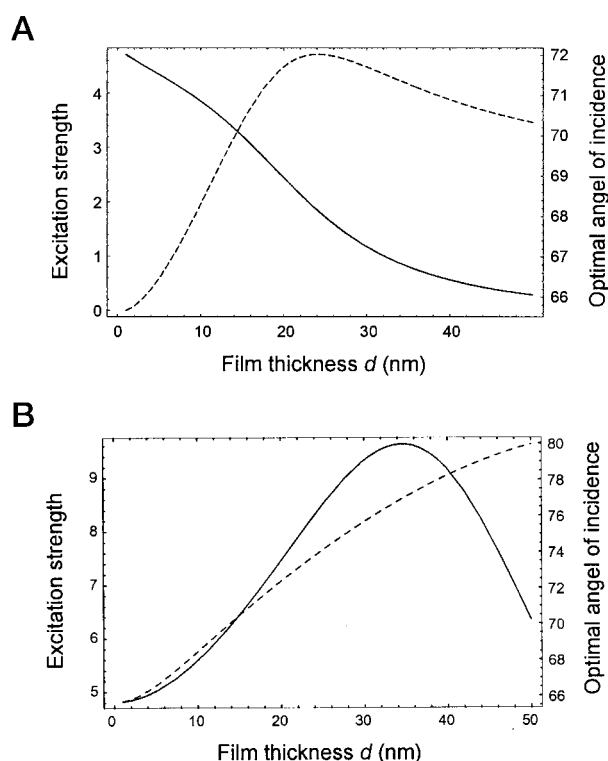 A
Excitation strength
4
3
2
1
0
72
71
70
69
68
67
66
Optimal angel of incidence
0 10 20 30 40
Film thickness d (nm)
B
Excitation strength
9
8
7
6
5
80
78
76
74
72
70
68
66
Optimal angel of incidence
0 10 20 30 40 50
Film thickness d (nm)